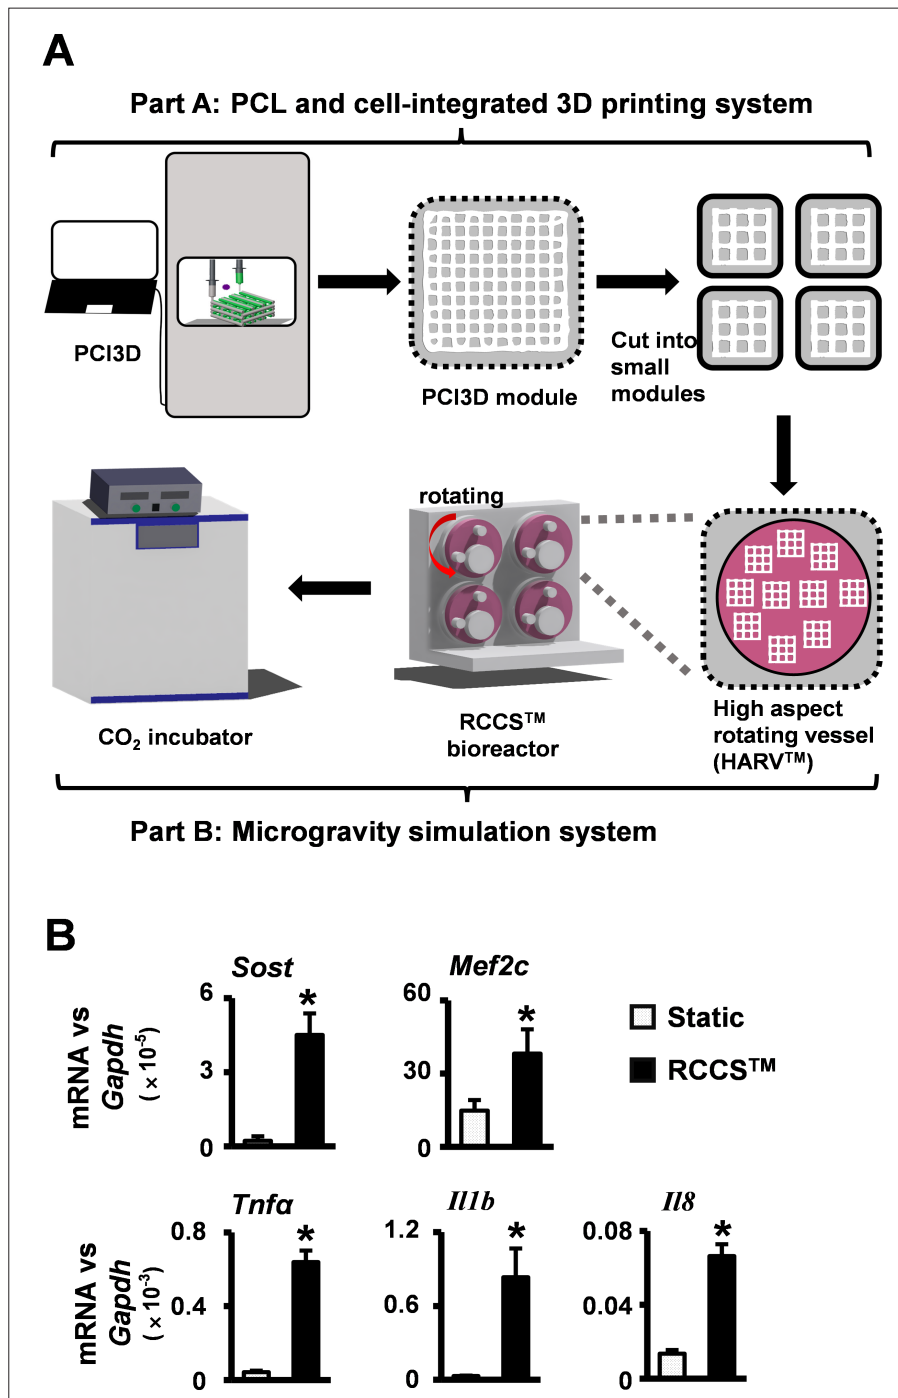 A
Part A: PCL and cell-integrated 3D printing system
PCI3D
PCI3D module
Cut into
small
modules
rotating
CO₂ incubator
RCCS™
bioreactor
High aspect
rotating vessel
(HARV™)
Part B: Microgravity simulation system
B
mRNA vs
Gapdh
(× 10⁻⁵)
Sost
6
3
0
*
Mef2c
60
30
0
*
Static
RCCS™
mRNA vs
Gapdh
(× 10⁻³)
Tnfα
0.8
0.4
0
*
Il1b
1.2
0.6
0
*
Il8
0.08
0.04
0
*